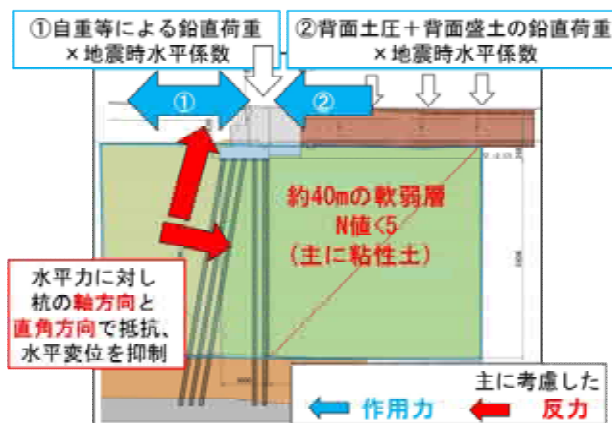 ①自重等による鉛直荷重
×地震時水平係数
②背面土圧＋背面盛土の鉛直荷重
×地震時水平係数
①
②
約40mの軟弱層
N値<5
(主に粘性土)
水平力に対し
杭の軸方向と
直角方向で抵抗、
水平変位を抑制
主に考慮した
作用力
反力